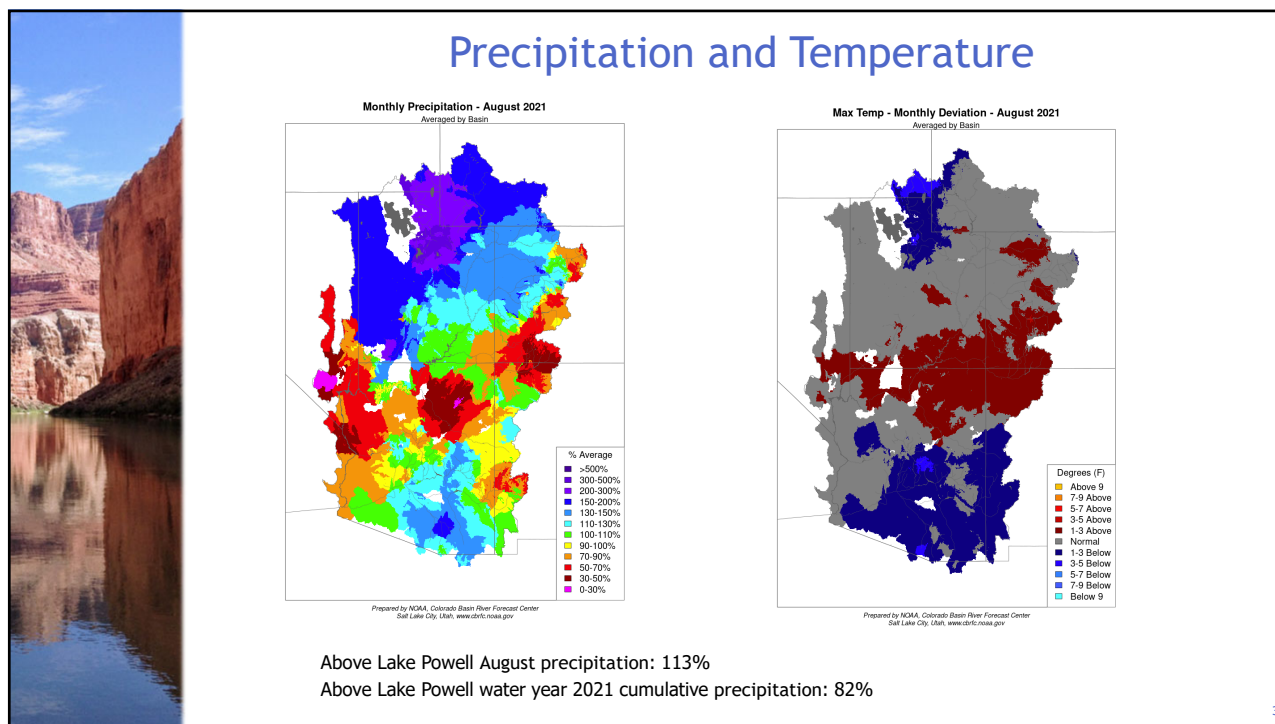 Precipitation and Temperature
Monthly Precipitation - August 2021
Averaged by Basin
% Average
>500%
300-500%
200-300%
150-200%
130-150%
110-130%
100-110%
90-100%
70-90%
50-70%
30-50%
0-30%
Prepared by NOAA, Colorado Basin River Forecast Center
Salt Lake City, Utah, www.cbrfc.noaa.gov
Max Temp - Monthly Deviation - August 2021
Averaged by Basin
Degrees (F)
Above 9
7-9 Above
5-7 Above
3-5 Above
1-3 Above
Normal
1-3 Below
3-5 Below
5-7 Below
7-9 Below
Below 9
Prepared by NOAA, Colorado Basin River Forecast Center
Salt Lake City, Utah, www.cbrfc.noaa.gov
Above Lake Powell August precipitation: 113%
Above Lake Powell water year 2021 cumulative precipitation: 82%